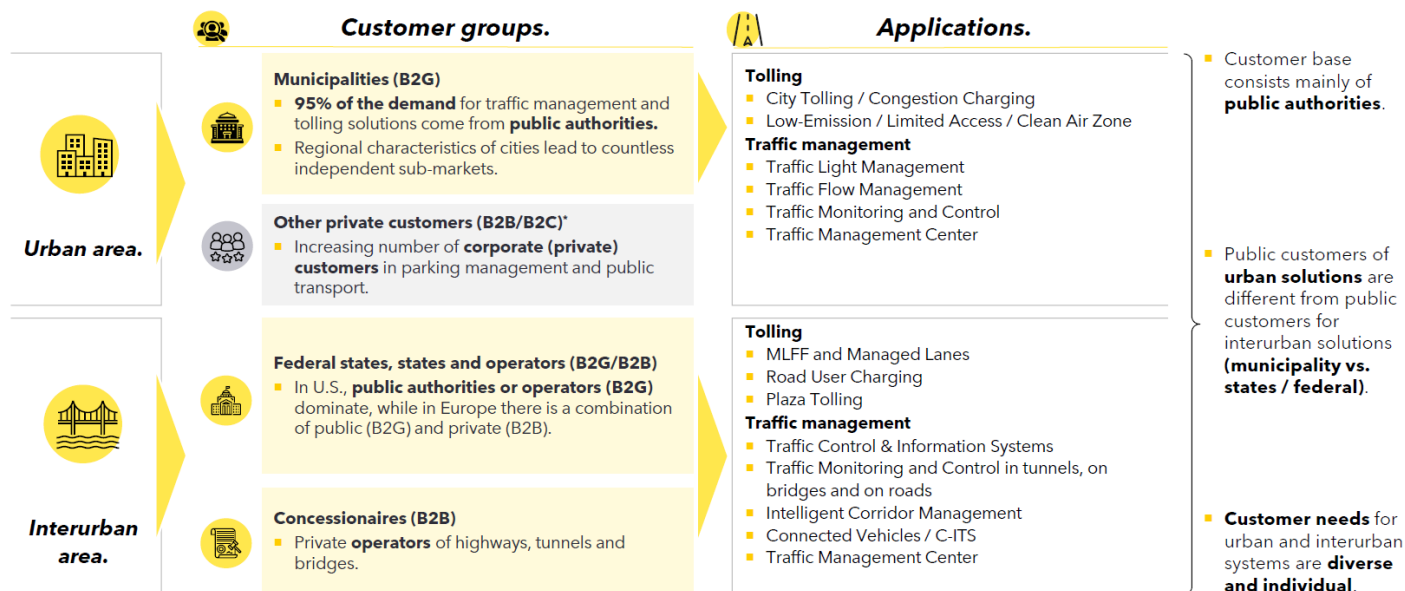 Customer groups.
Applications.
Urban area.
Municipalities (B2G)
95% of the demand for traffic management and
tolling solutions come from public authorities.
Regional characteristics of cities lead to countless
independent sub-markets.
Other private customers (B2B/B2C)*
Increasing number of corporate (private)
customers in parking management and public
transport.
Tolling
City Tolling / Congestion Charging
Low-Emission / Limited Access / Clean Air Zone
Traffic management
Traffic Light Management
Traffic Flow Management
Traffic Monitoring and Control
Traffic Management Center
Interurban
area.
Federal states, states and operators (B2G/B2B)
In U.S., public authorities or operators (B2G)
dominate, while in Europe there is a combination
of public (B2G) and private (B2B).
Concessionaires (B2B)
Private operators of highways, tunnels and
bridges.
Tolling
MLFF and Managed Lanes
Road User Charging
Plaza Tolling
Traffic management
Traffic Control & Information Systems
Traffic Monitoring and Control in tunnels, on
bridges and on roads
Intelligent Corridor Management
Connected Vehicles / C-ITS
Traffic Management Center
Customer base
consists mainly of
public authorities.
Public customers of
urban solutions are
different from public
customers for
interurban solutions
(municipality vs.
states / federal).
Customer needs for
urban and interurban
systems are diverse
and individual.